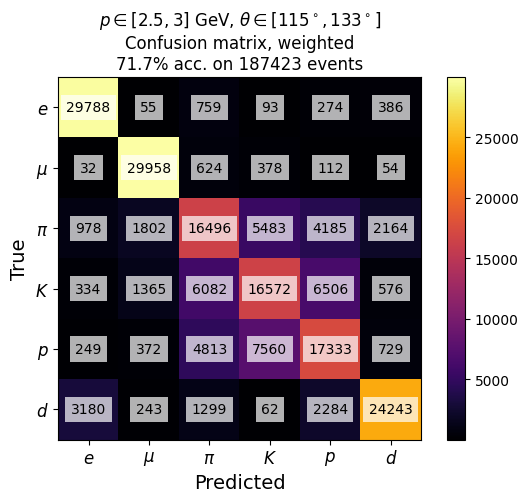 p ∈ [2.5, 3] GeV, θ ∈ [115°, 133°]
Confusion matrix, weighted
71.7% acc. on 187423 events
e 29788 55 759 93 274 386
μ 32 29958 624 378 112 54
π 978 1802 16496 5483 4185 2164
K 334 1365 6082 16572 6506 576
p 249 372 4813 7560 17333 729
d 3180 243 1299 62 2284 24243
e μ π K p d
Predicted
True
25000
20000
15000
10000
5000